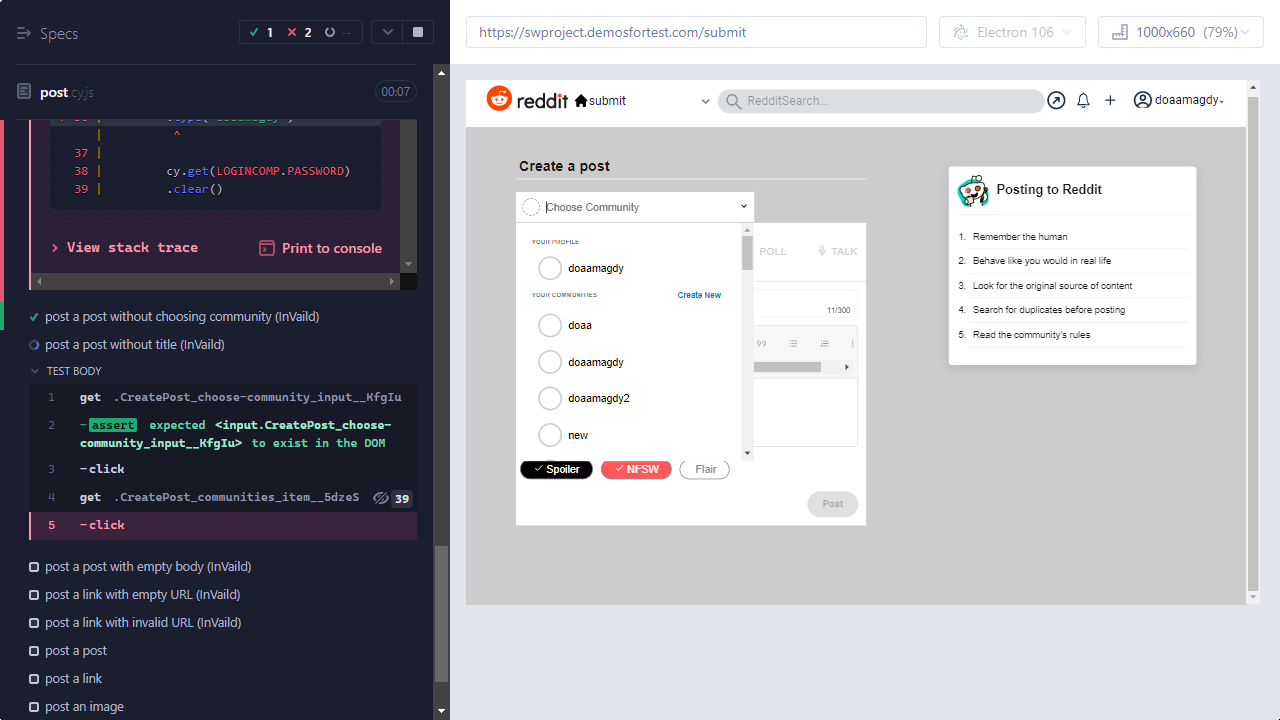 Specs
1
2
--
post cy.js
00:07
37 |
38 | cy.get(LOGINCOMP.PASSWORD)
39 | .clear()
View stack trace
Print to console
post a post without choosing community (InVaild)
post a post without title (InVaild)
TEST BODY
1 get .CreatePost_choose-community_input__KfgIu
2 -assert expected <input.CreatePost_choose-
community_input__KfgIu> to exist in the DOM
3 -click
4 get .CreatePost_communities_item__5dzeS 39
5 -click
post a post with empty body (InVaild)
post a link with empty URL (InVaild)
post a link with invalid URL (InVaild)
post a post
post a link
post an image
https://swproject.demosfortest.com/submit
Electron 106
1000x660 (79%)
reddit
submit
RedditSearch...
doaamagdy
Create a post
Choose Community
YOUR PROFILE
doaamagdy
YOUR COMMUNITIES
Create New
doaa
doaamagdy
doaamagdy2
new
POLL
TALK
11/300
99
Spoiler
NFSW
Flair
Post
Posting to Reddit
1. Remember the human
2. Behave like you would in real life
3. Look for the original source of content
4. Search for duplicates before posting
5. Read the community's rules